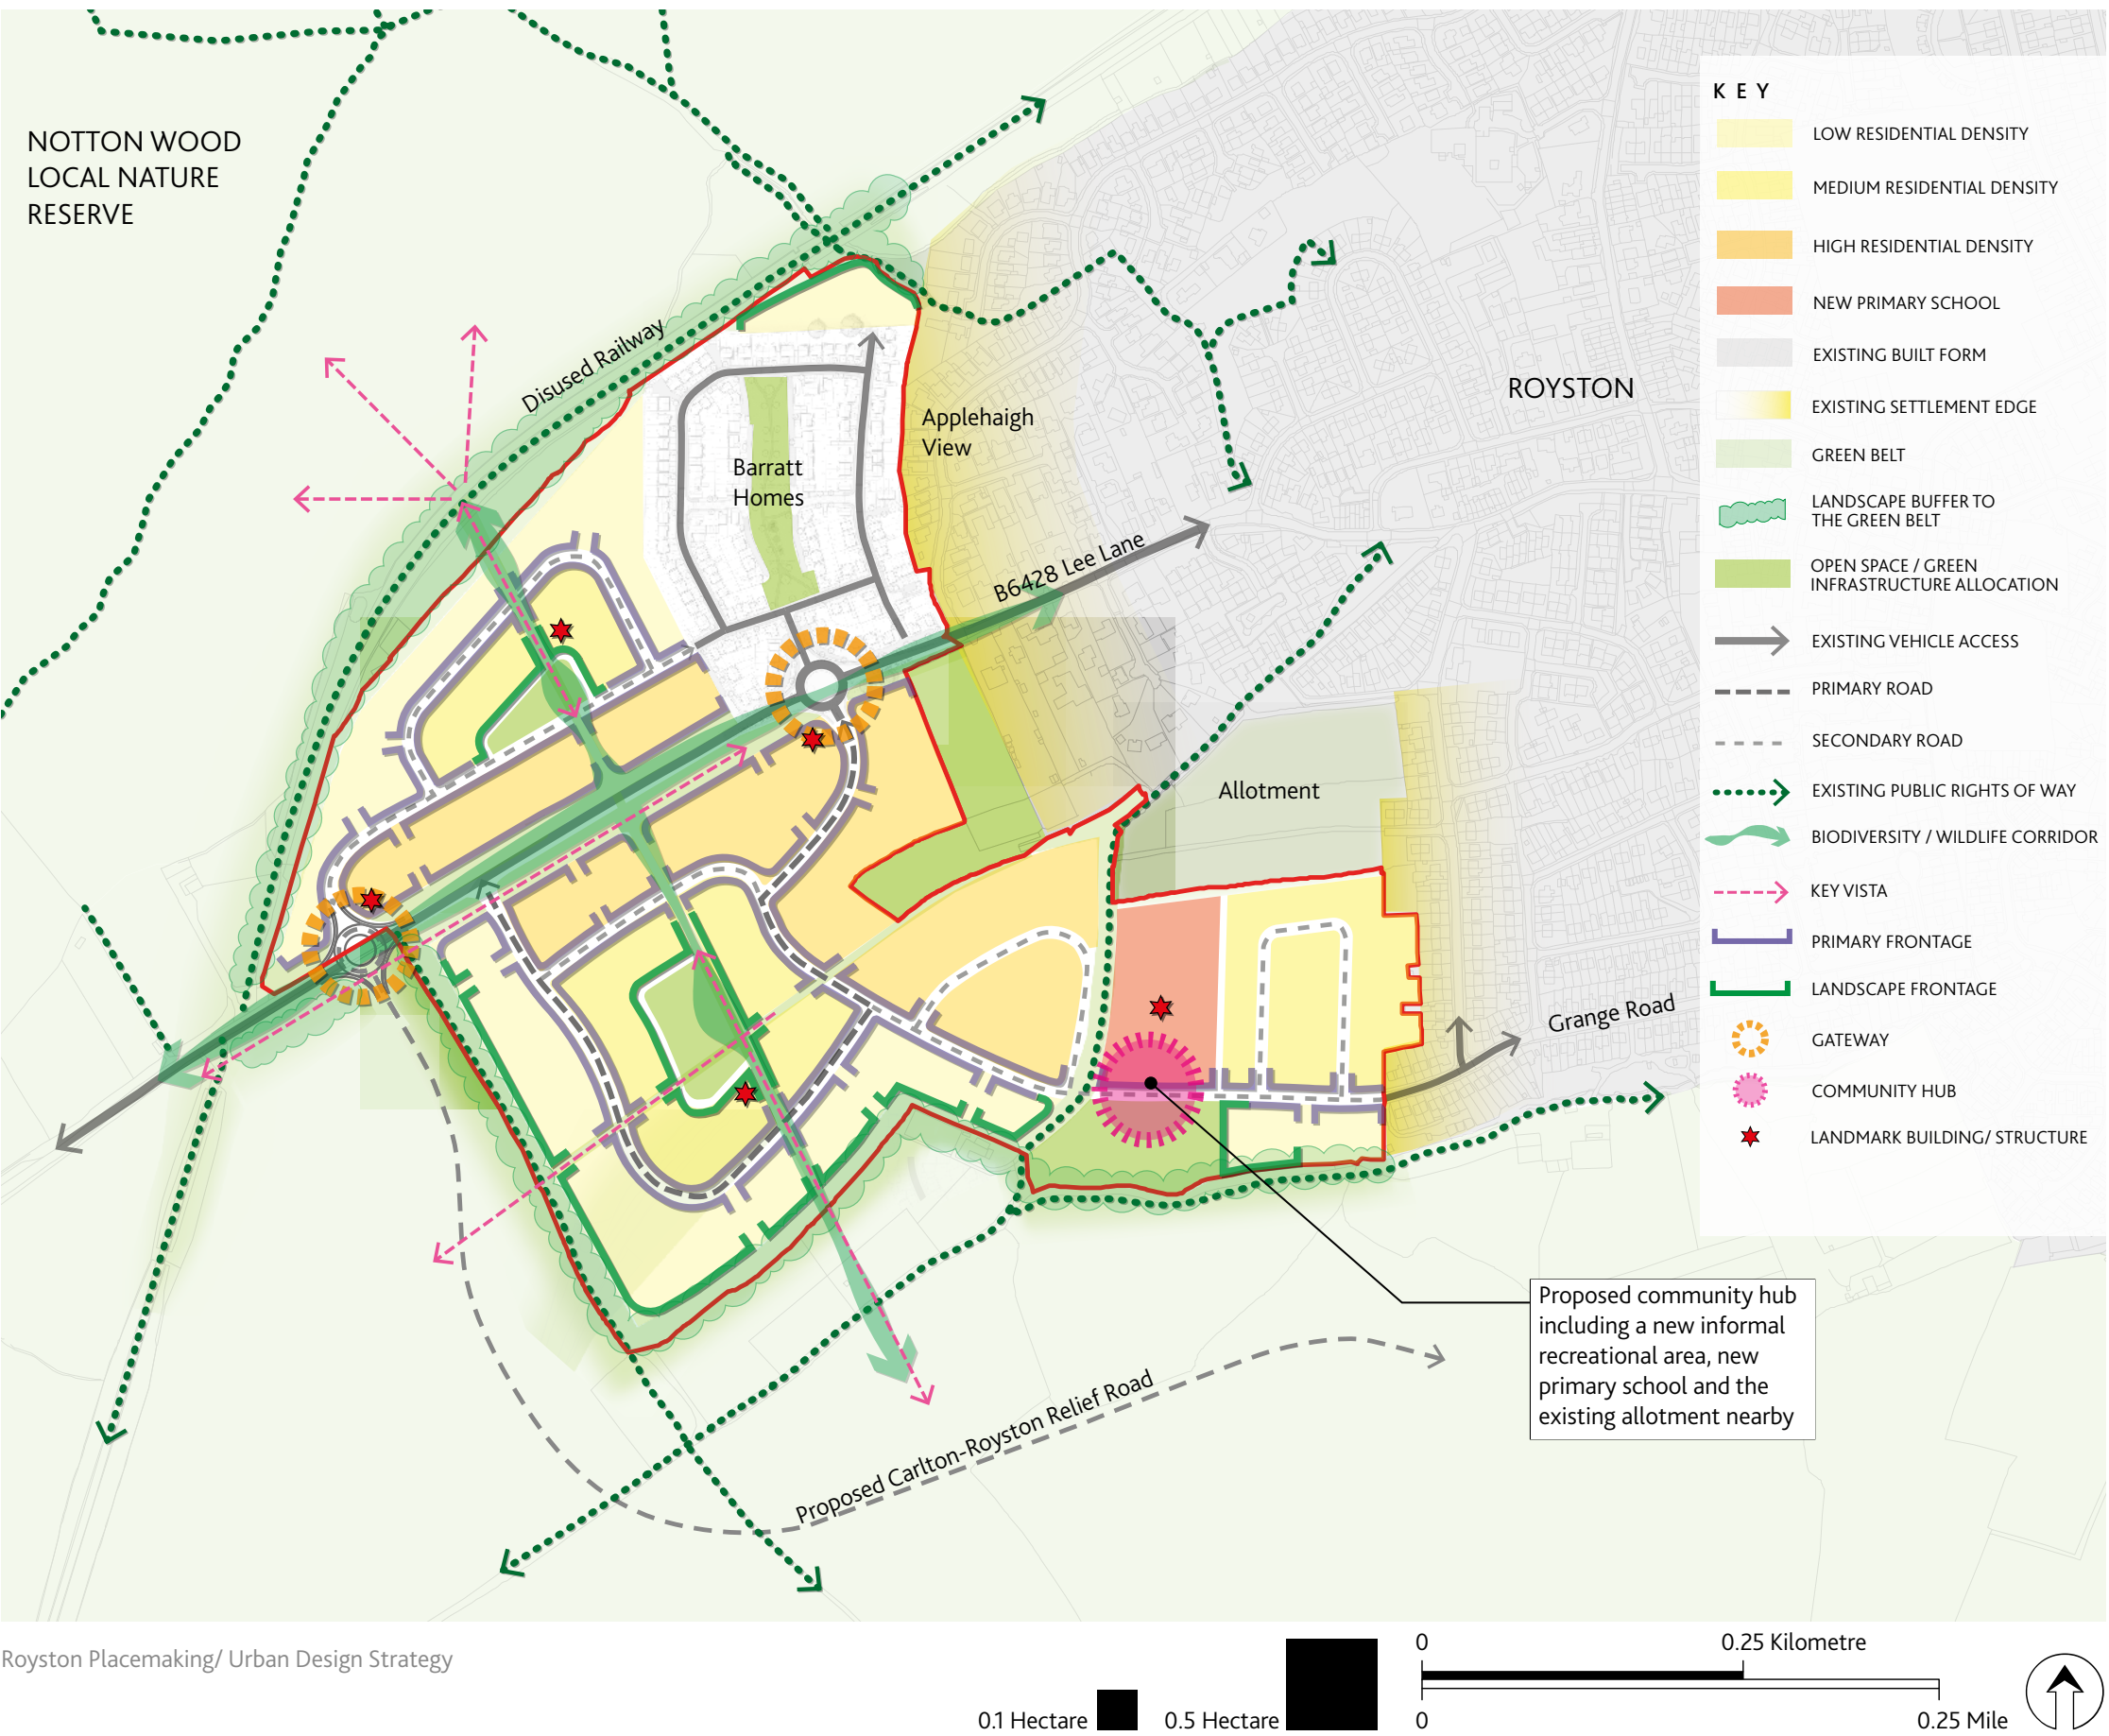 NOTTON WOOD
LOCAL NATURE
RESERVE
Disused Railway
Barratt
Homes
Applehaigh
View
B6428 Lee Lane
ROYSTON
Allotment
Grange Road
Proposed Carlton-Royston Relief Road
Proposed community hub
including a new informal
recreational area, new
primary school and the
existing allotment nearby
KEY
LOW RESIDENTIAL DENSITY
MEDIUM RESIDENTIAL DENSITY
HIGH RESIDENTIAL DENSITY
NEW PRIMARY SCHOOL
EXISTING BUILT FORM
EXISTING SETTLEMENT EDGE
GREEN BELT
LANDSCAPE BUFFER TO
THE GREEN BELT
OPEN SPACE / GREEN
INFRASTRUCTURE ALLOCATION
EXISTING VEHICLE ACCESS
PRIMARY ROAD
SECONDARY ROAD
EXISTING PUBLIC RIGHTS OF WAY
BIODIVERSITY / WILDLIFE CORRIDOR
KEY VISTA
PRIMARY FRONTAGE
LANDSCAPE FRONTAGE
GATEWAY
COMMUNITY HUB
LANDMARK BUILDING/ STRUCTURE
Royston Placemaking/ Urban Design Strategy
0.1 Hectare
0.5 Hectare
0 0.25 Kilometre
0 0.25 Mile